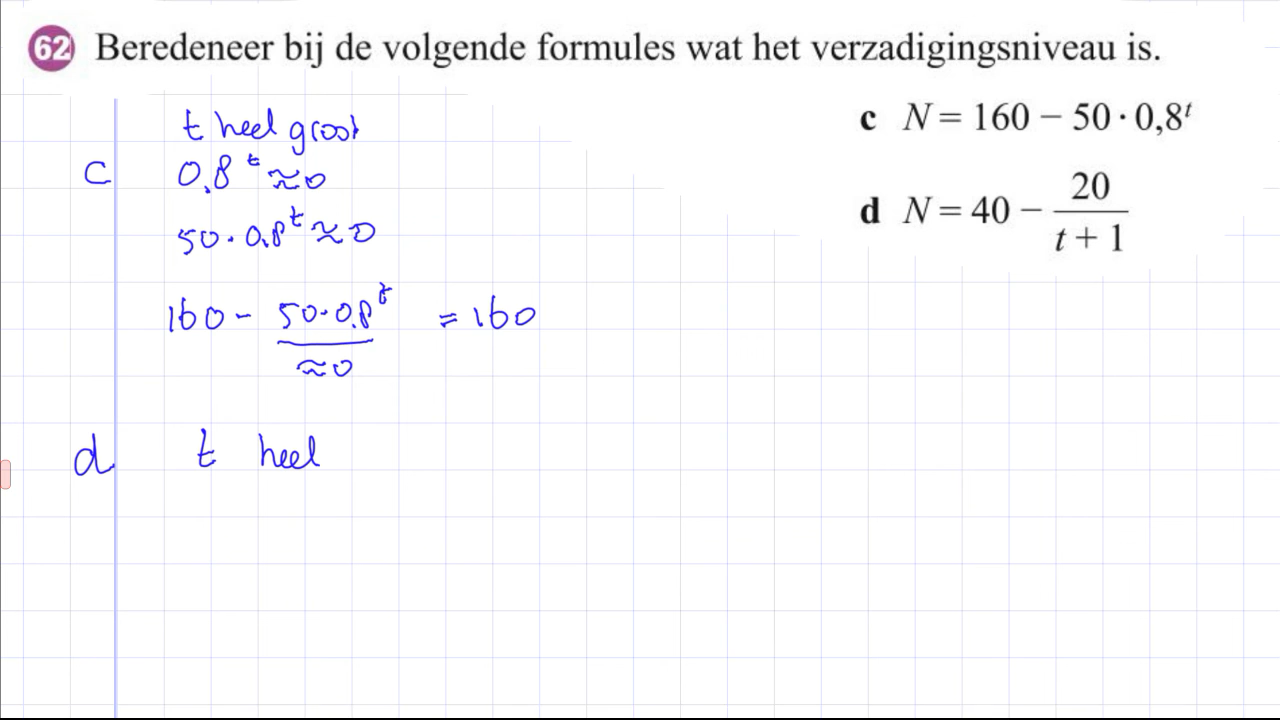 62 Beredeneer bij de volgende formules wat het verzadigingsniveau is.
c N = 160 − 50 · 0,8^t
d N = 40 − 20/(t + 1)
t heel groot
c 0,8^t ≈ 0
50 · 0,8^t ≈ 0
160 - 50 · 0,8^t = 160
≈ 0
d t heel